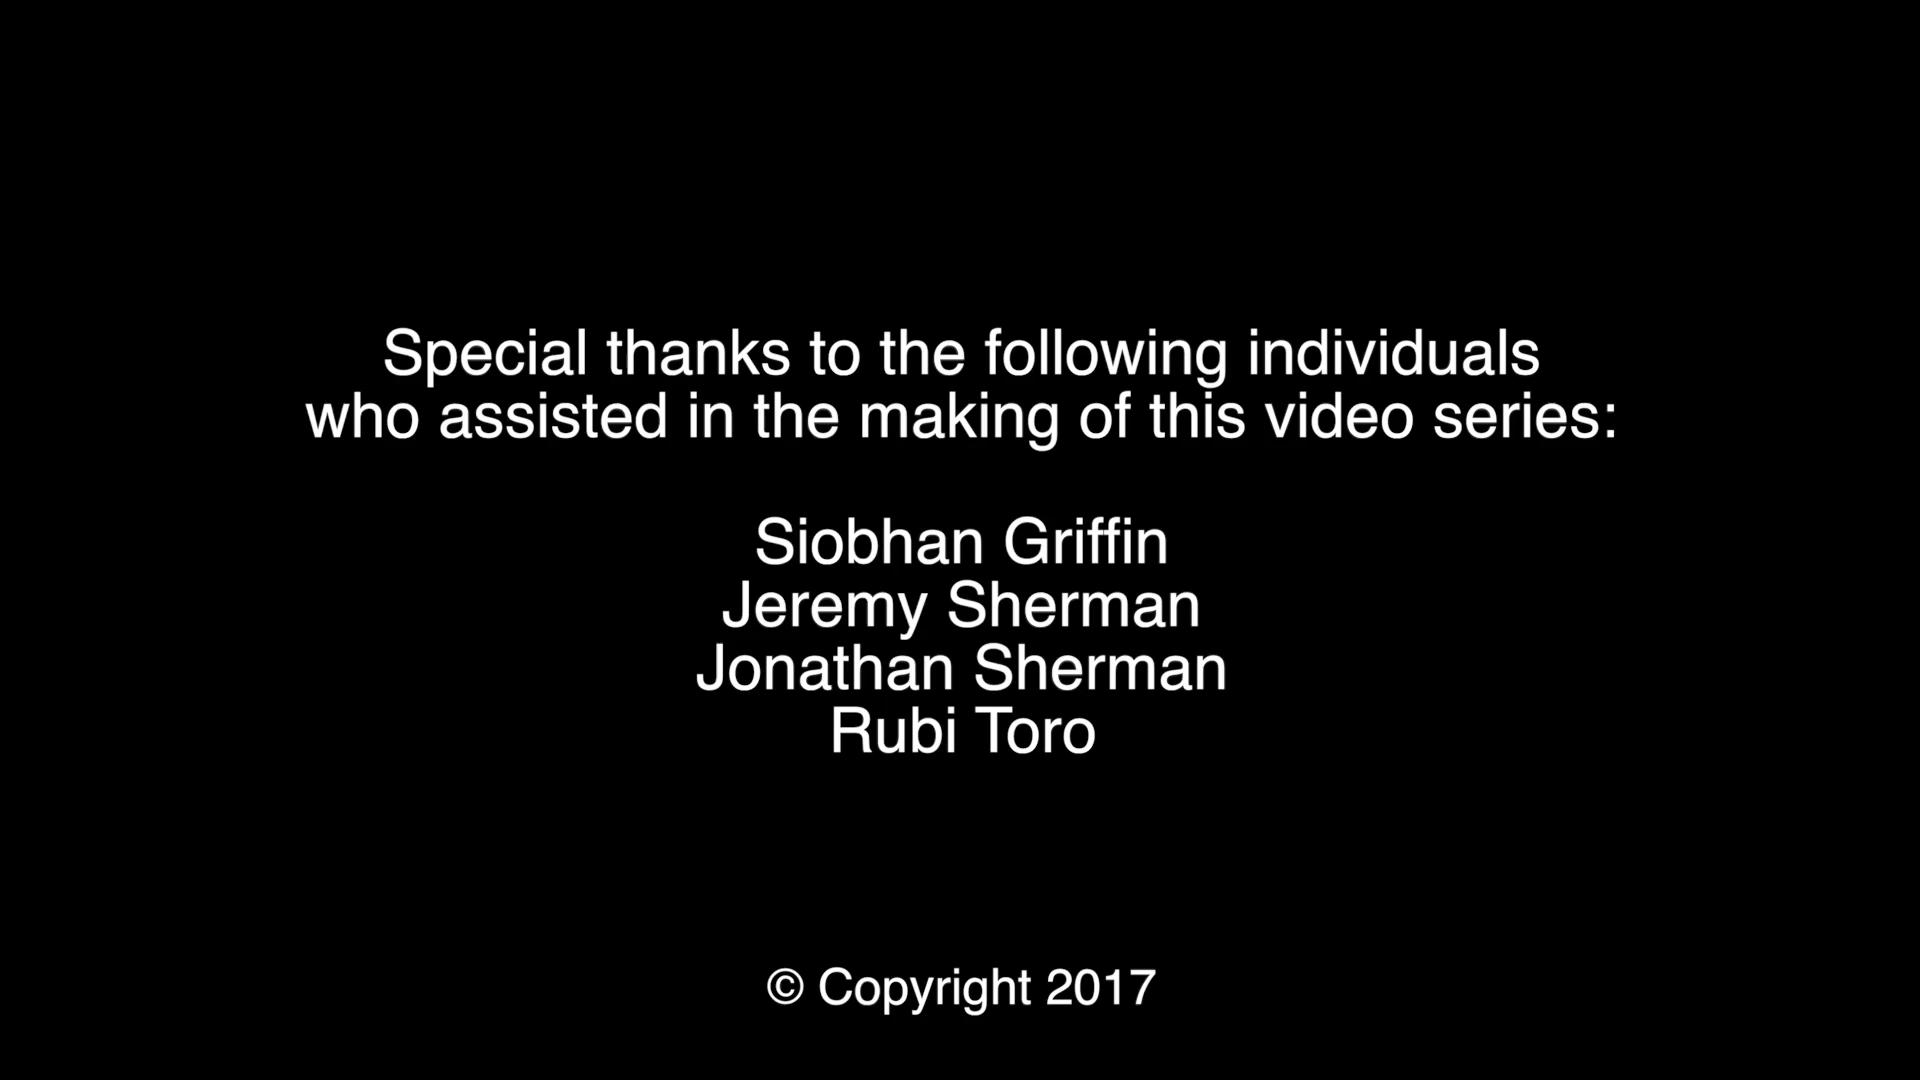 Special thanks to the following individuals
who assisted in the making of this video series:
Siobhan Griffin
Jeremy Sherman
Jonathan Sherman
Rubi Toro
© Copyright 2017